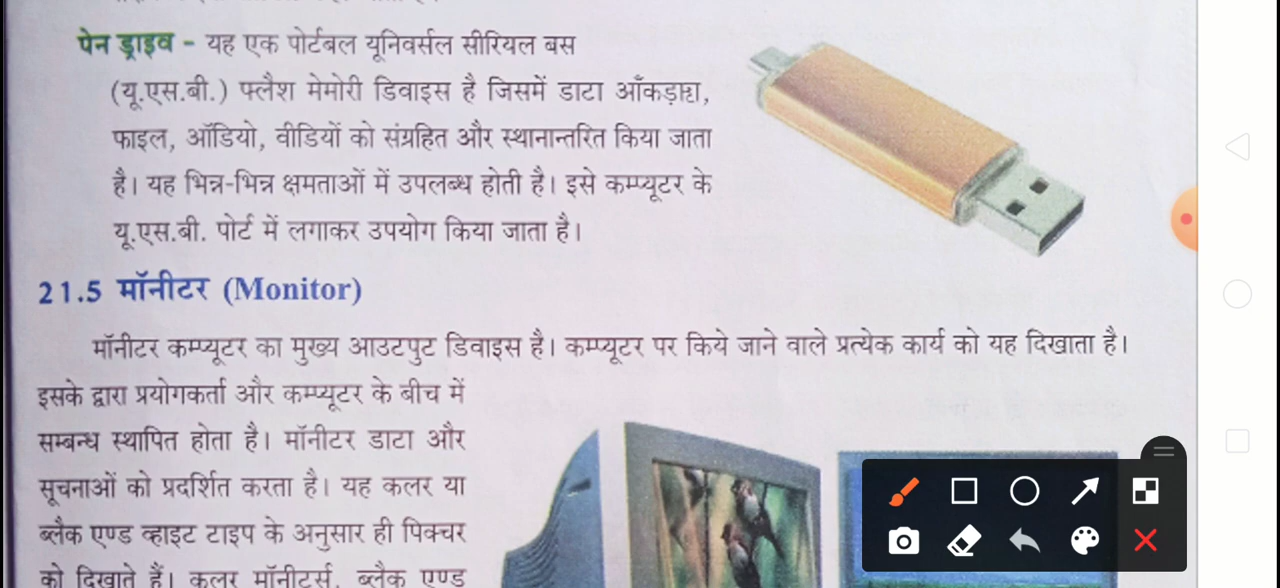 पेन ड्राइव - यह एक पोर्टबल यूनिवर्सल सीरियल बस
(यू.एस.बी.) फ्लैश मेमोरी डिवाइस है जिसमें डाटा
फाइल, ऑडियो, वीडियों को संग्रहित और स्थानान्तरित किया जाता
है। यह भिन्न-भिन्न क्षमताओं में उपलब्ध होती है। इसे कम्प्यूटर के
यू.एस.बी. पोर्ट में लगाकर उपयोग किया जाता है।
21.5 मॉनीटर (Monitor)
मॉनीटर कम्प्यूटर का मुख्य आउटपुट डिवाइस है। कम्प्यूटर पर किये जाने वाले प्रत्येक कार्य को यह दिखाता है।
इसके द्वारा प्रयोगकर्ता और कम्प्यूटर के बीच में
सम्बन्ध स्थापित होता है। मॉनीटर डाटा और
सूचनाओं को प्रदर्शित करता है। यह कलर या
ब्लैक एण्ड व्हाइट टाइप के अनुसार ही पिक्चर
को दिखाते हैं। कलर मॉनीटर्स, ब्लैक एण्ड